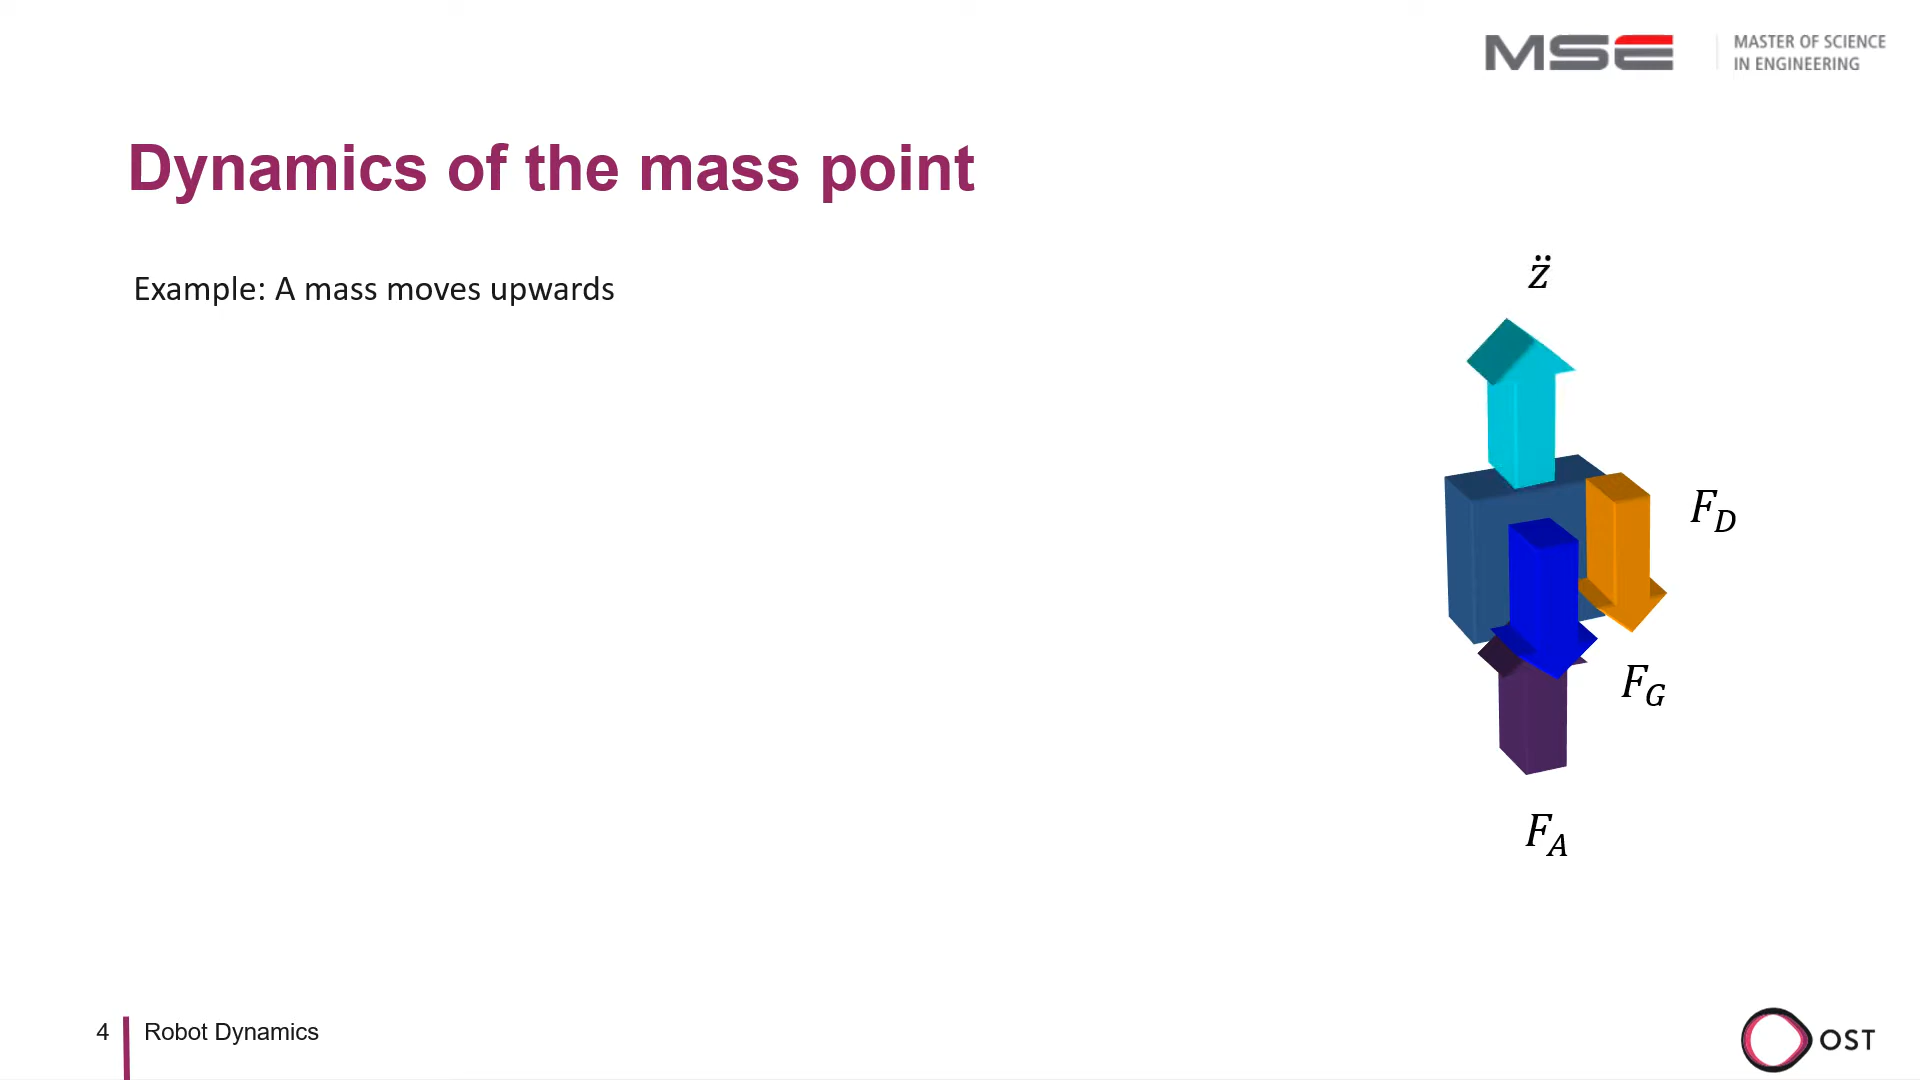 MSE
MASTER OF SCIENCE
IN ENGINEERING
Dynamics of the mass point
Example: A mass moves upwards
z̈
F_D
F_G
F_A
4
Robot Dynamics
OST